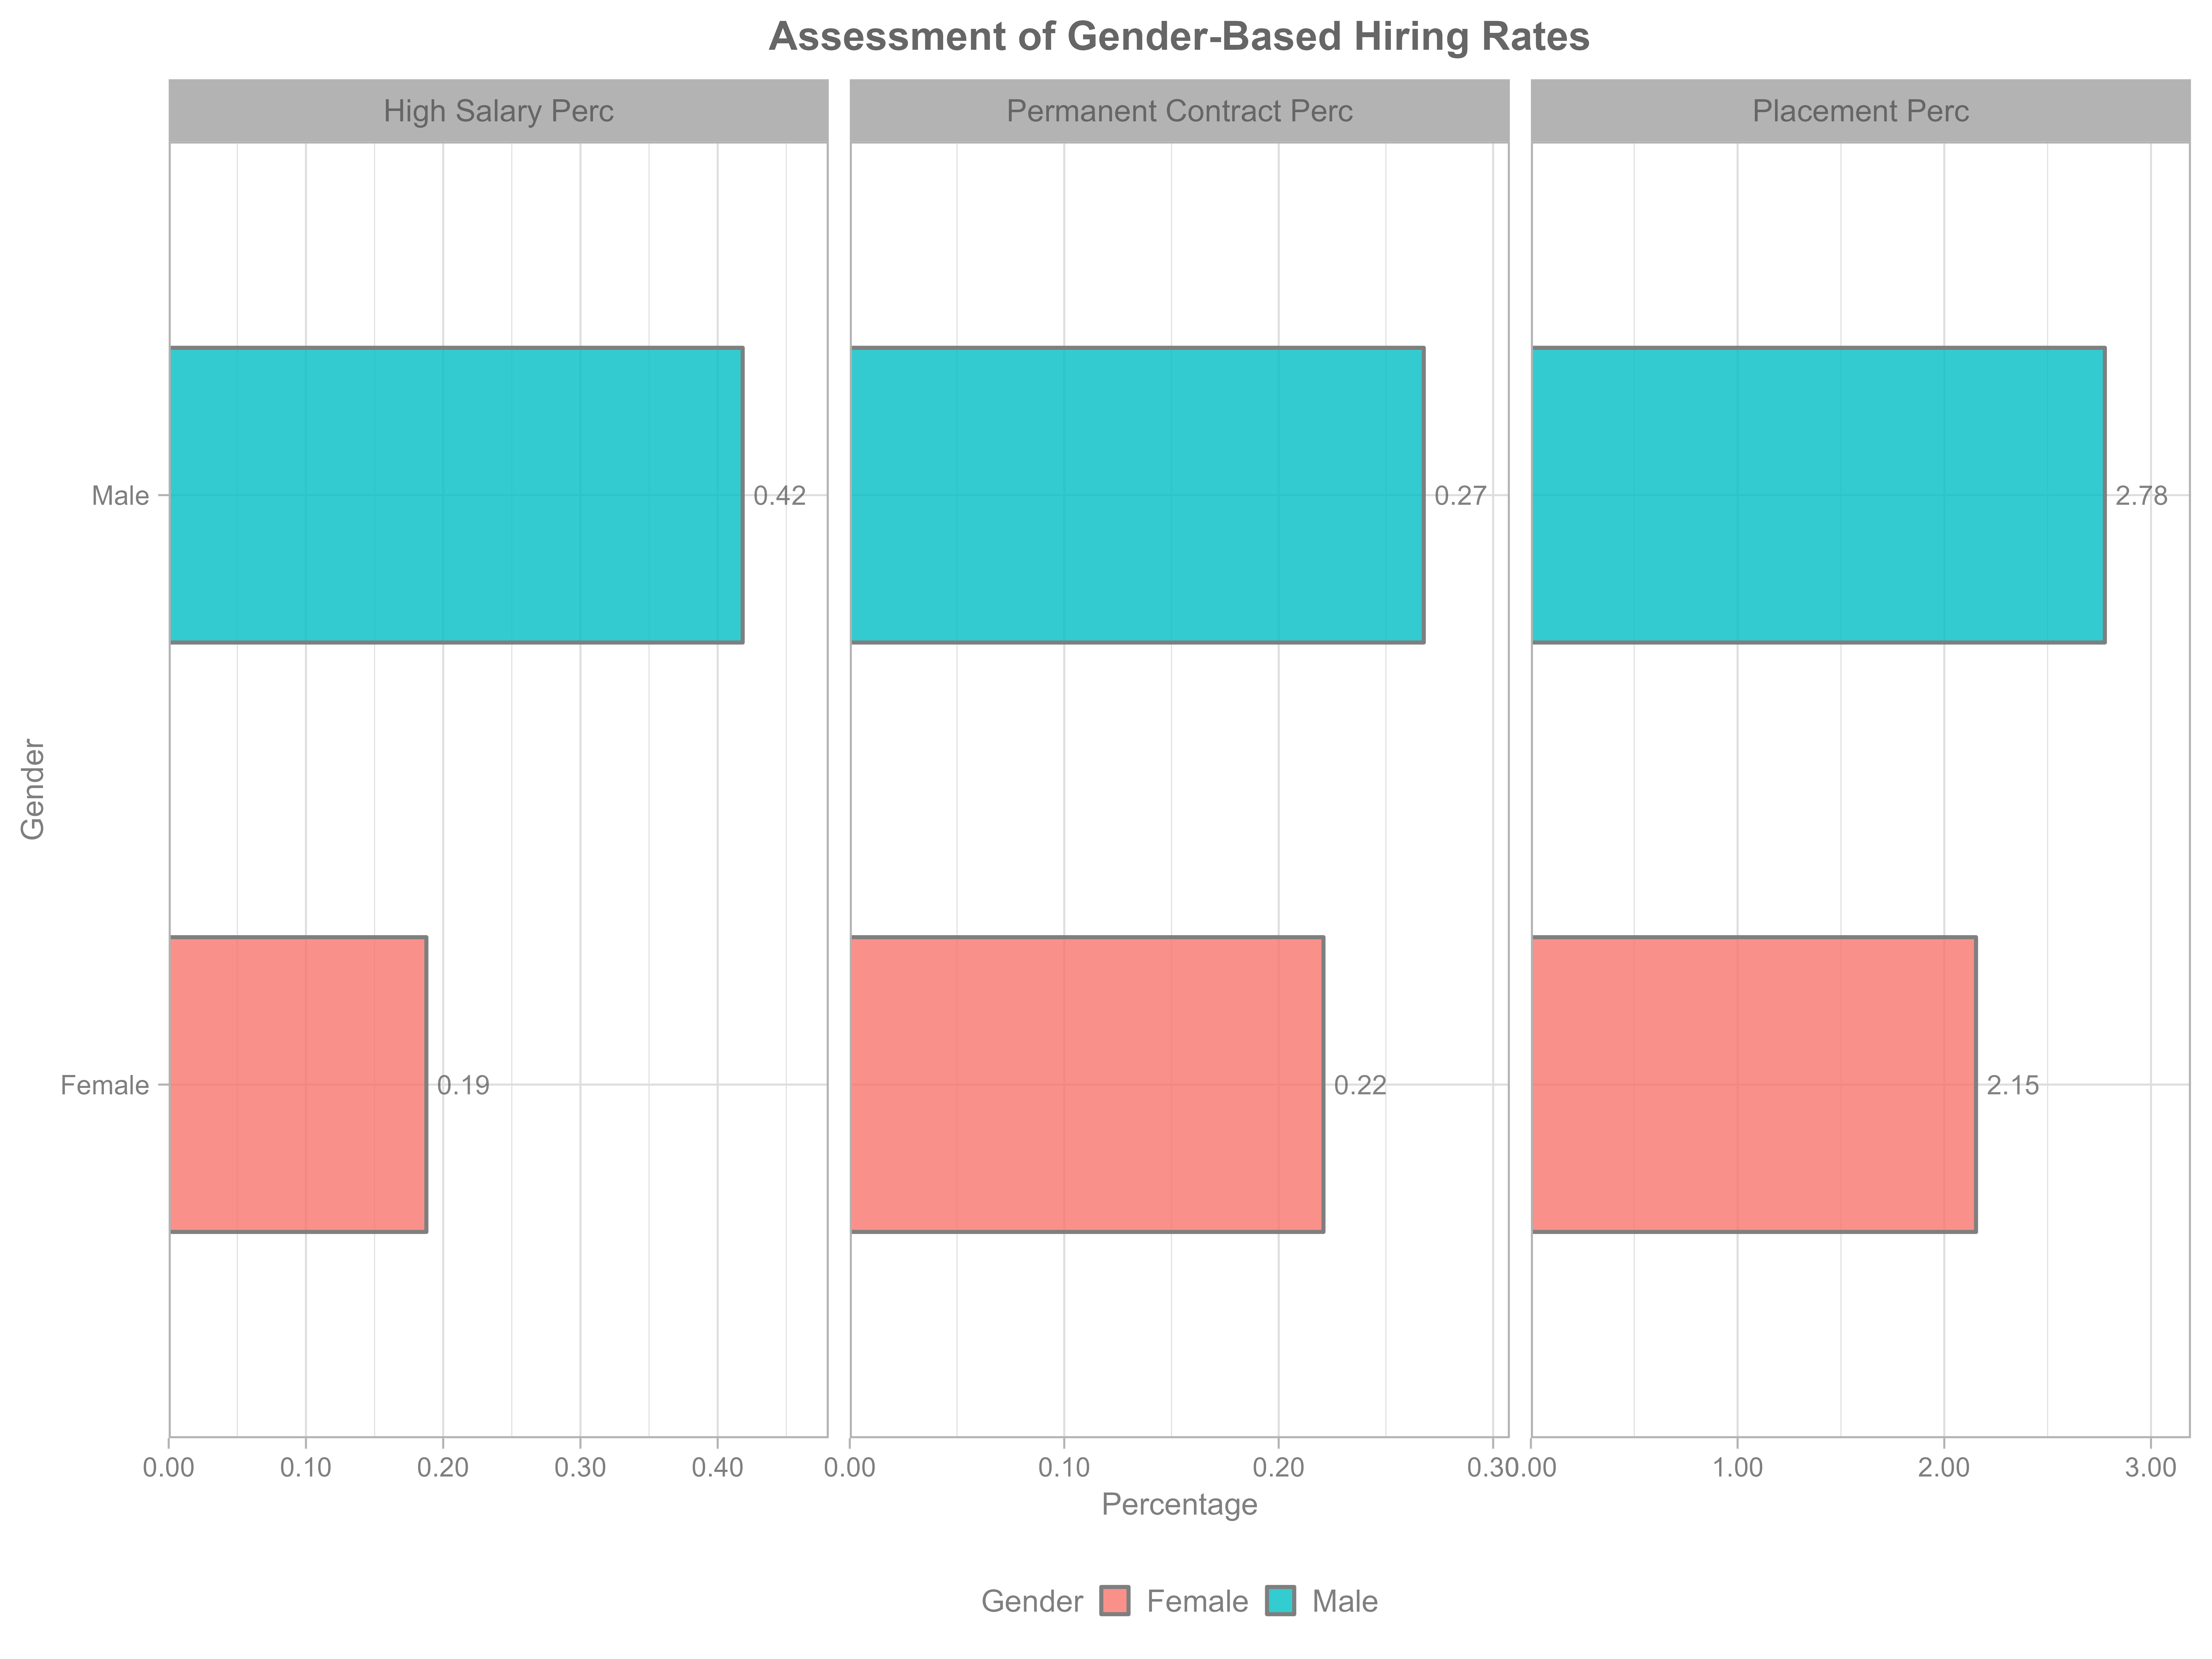 Assessment of Gender-Based Hiring Rates
High Salary Perc
Permanent Contract Perc
Placement Perc
Gender
Male
0.42
0.27
2.78
Female
0.19
0.22
2.15
0.00 0.10 0.20 0.30 0.40
0.00 0.10 0.20 0.30
0.00 1.00 2.00 3.00
Percentage
Gender Female Male